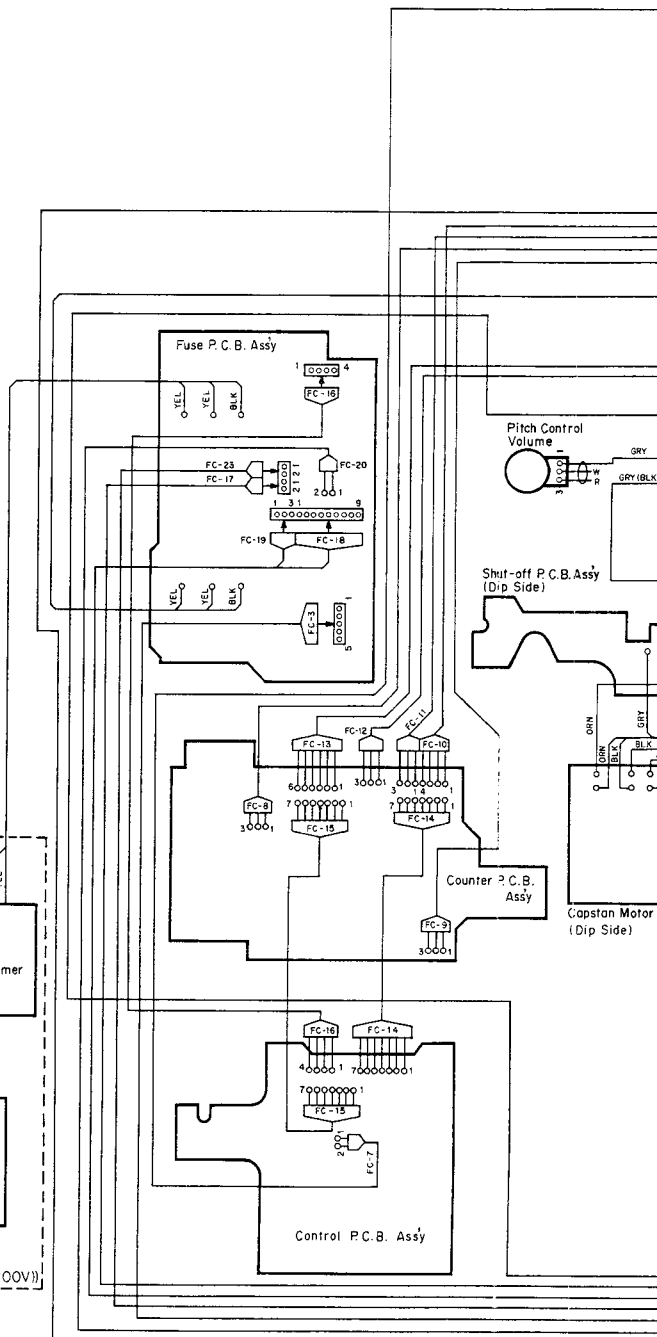 Fuse P.C.B. Ass'y
1 4
FC-16
YEL YEL BLK
FC-23
FC-17
2 1 2 1
FC-20
2 1
1 3 1 9
FC-19 FC-18
YEL YEL BLK
FC-3
1
5
Pitch Control
Volume
1
3
GRY
W
R
GRY(BLK
Shut-off P.C.B. Ass'y
(Dip Side)
ORN
ORN
BLK
GRY
BLK
Capstan Motor
(Dip Side)
FC-13
FC-12
FC-11
FC-10
6 1
3 1
3 1 4 1
FC-8
3 1
7 1
FC-15
7 1
FC-14
Counter P.C.B.
Ass'y
FC-9
3 1
mer
FC-16
FC-14
4 1
7 1
7 1
FC-15
1
2
FC-7
Control P.C.B. Ass'y
00V))